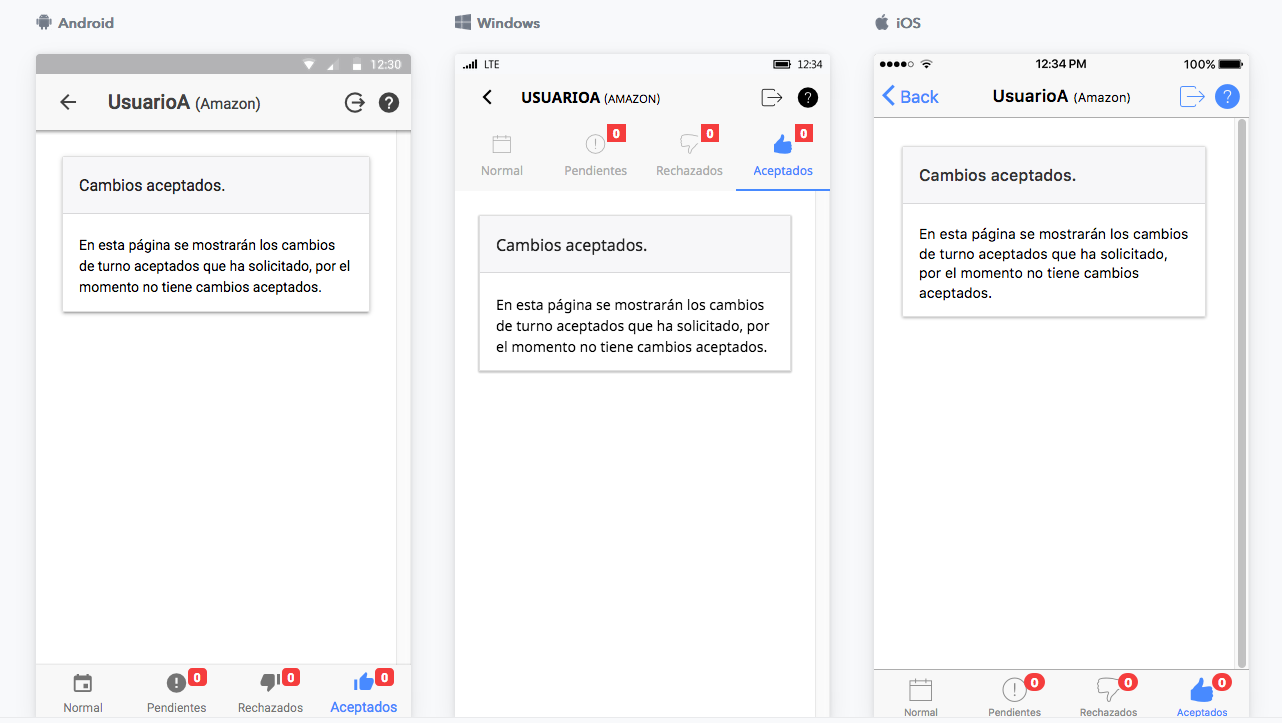 Android
12:30
UsuarioA (Amazon)
Cambios aceptados.
En esta página se mostrarán los cambios
de turno aceptados que ha solicitado, por el
momento no tiene cambios aceptados.
0
0
0
Normal
Pendientes
Rechazados
Aceptados
Windows
LTE
12:34
USUARIOA (AMAZON)
0
0
0
Normal
Pendientes
Rechazados
Aceptados
Cambios aceptados.
En esta página se mostrarán los cambios
de turno aceptados que ha solicitado, por
el momento no tiene cambios aceptados.
iOS
12:34 PM
100%
Back
UsuarioA (Amazon)
Cambios aceptados.
En esta página se mostrarán los cambios
de turno aceptados que ha solicitado,
por el momento no tiene cambios
aceptados.
0
0
0
Normal
Pendientes
Rechazados
Aceptados